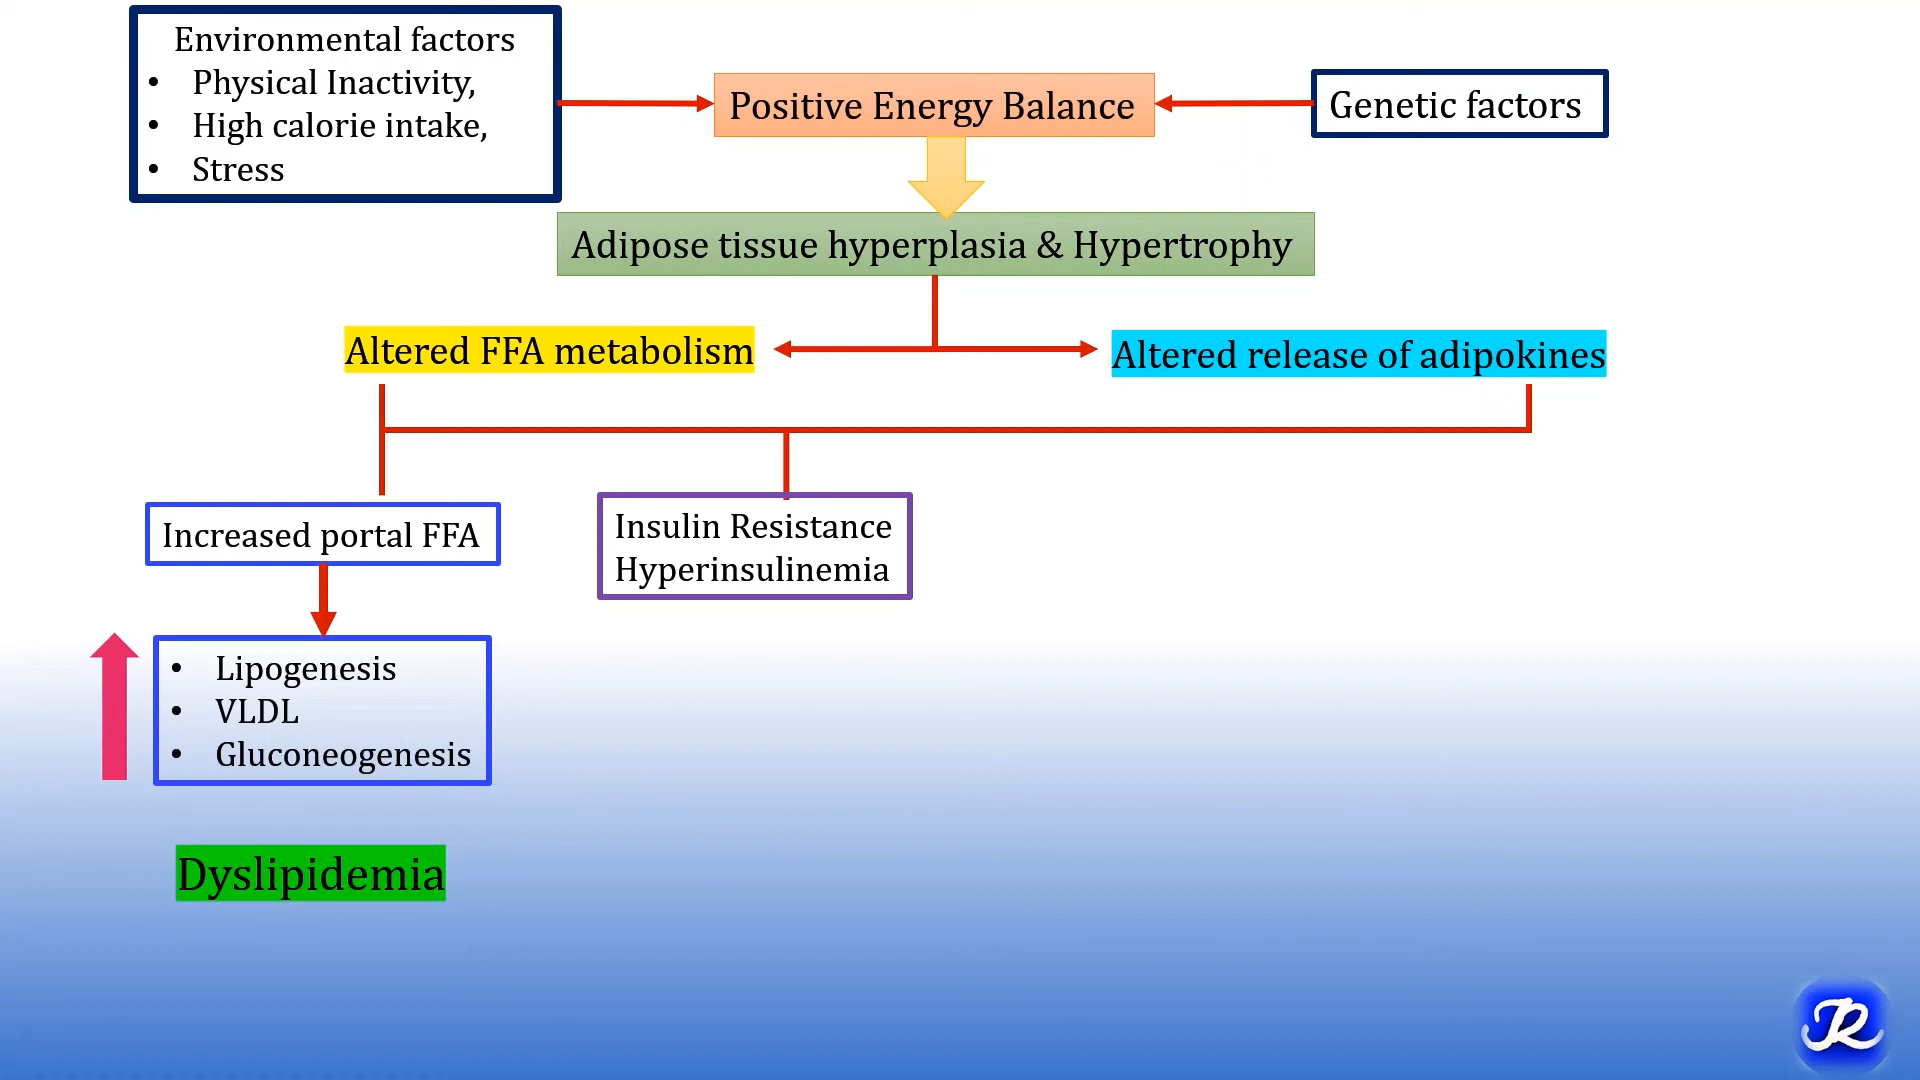 Environmental factors
• Physical Inactivity,
• High calorie intake,
• Stress
Positive Energy Balance
Genetic factors
Adipose tissue hyperplasia & Hypertrophy
Altered FFA metabolism
Altered release of adipokines
Increased portal FFA
Insulin Resistance
Hyperinsulinemia
• Lipogenesis
• VLDL
• Gluconeogenesis
Dyslipidemia
JR